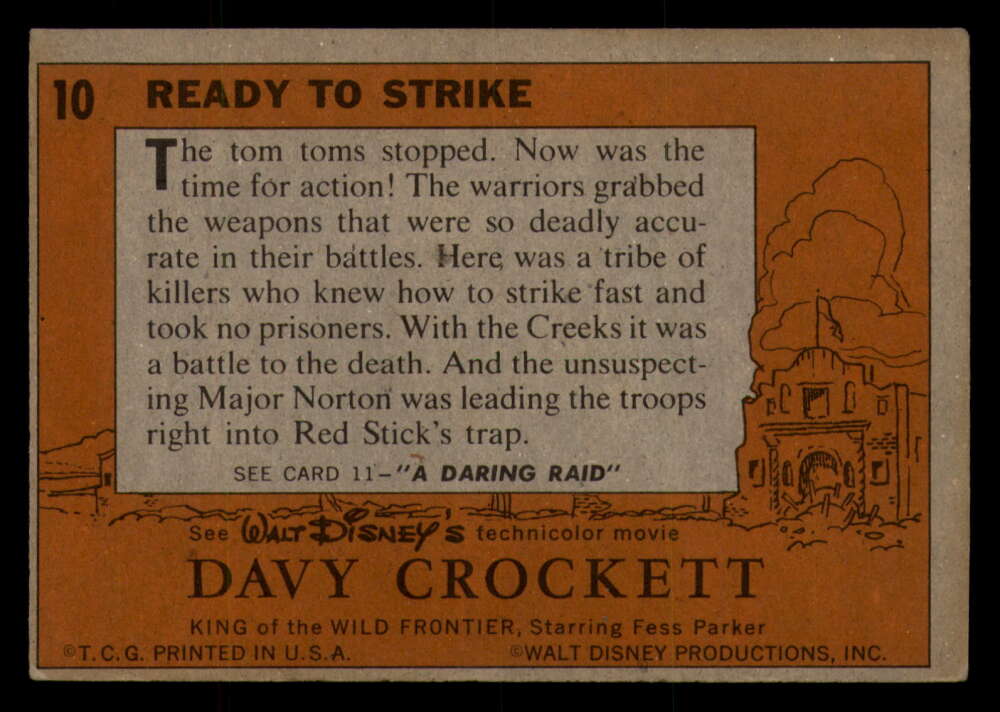 10 READY TO STRIKE
The tom toms stopped. Now was the
time for action! The warriors grabbed
the weapons that were so deadly accu-
rate in their battles. Here was a tribe of
killers who knew how to strike fast and
took no prisoners. With the Creeks it was
a battle to the death. And the unsuspect-
ing Major Norton was leading the troops
right into Red Stick's trap.
SEE CARD 11-"A DARING RAID"
See WALT DISNEY'S technicolor movie
DAVY CROCKETT
KING of the WILD FRONTIER, Starring Fess Parker
©T.C.G. PRINTED IN U.S.A. ©WALT DISNEY PRODUCTIONS, INC.